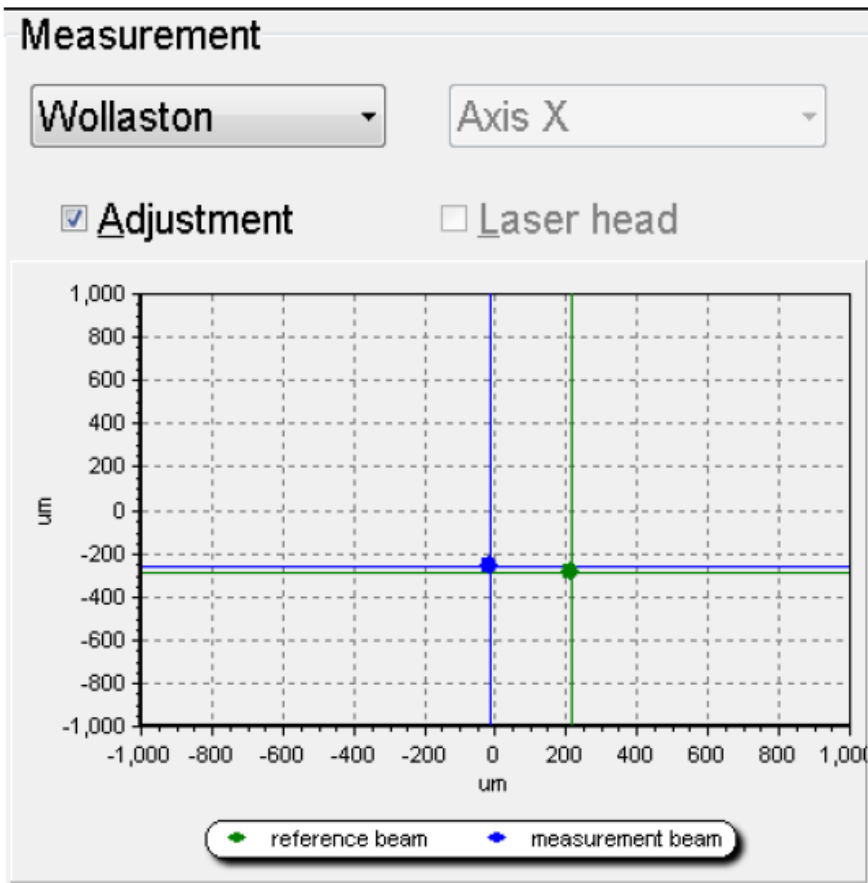 Measurement
Wollaston Axis X
Adjustment Laser head
1,000
800
600
400
200
0
-200
-400
-600
-800
-1,000
um
-1,000 -800 -600 -400 -200 0 200 400 600 800 1,00
um
reference beam measurement beam